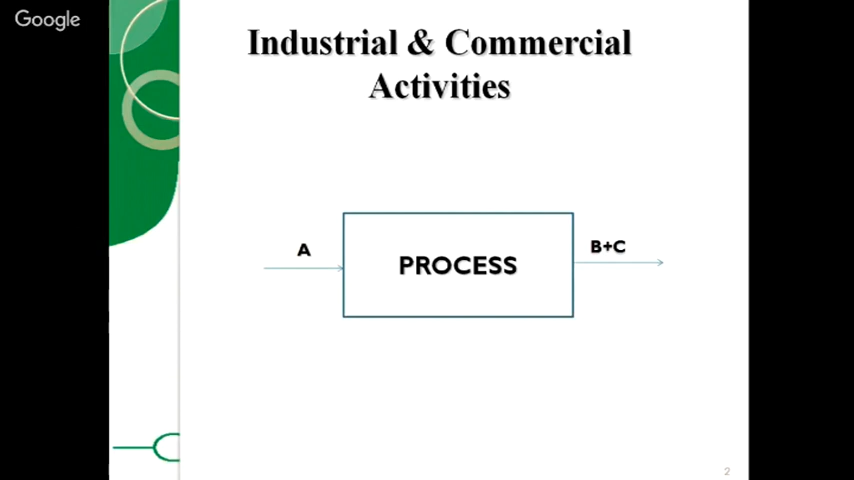 Google
Industrial & Commercial
Activities
A
PROCESS
B+C
2